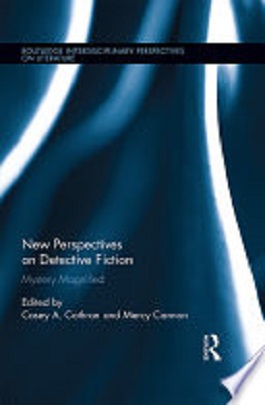 ROUTLEDGE INTERDISCIPLINARY PERSPECTIVES
ON LITERATURE
New Perspectives
on Detective Fiction
Mystery Magnified
Edited by
Casey A. Cothran and Mercy Cannon
R